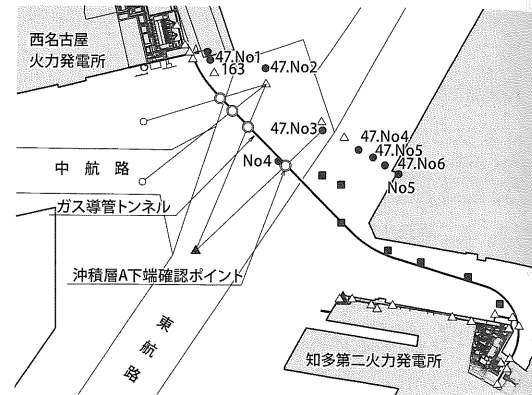 西名古屋
火力発電所
47.No1
163
47.No2
47.No3
47.No4
47.No5
47.No6
No4
No5
中航路
ガス導管トンネル
沖積層A下端確認ポイント
東航路
知多第二火力発電所